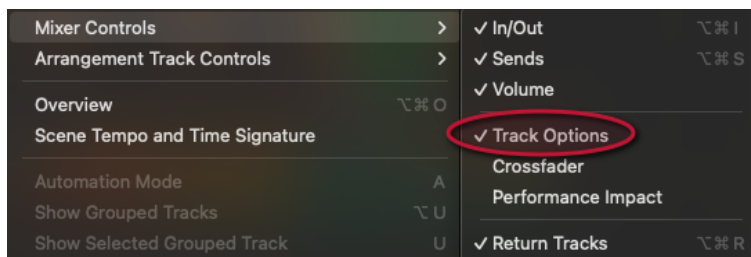 Mixer Controls >
Arrangement Track Controls >
Overview ⌥⌘O
Scene Tempo and Time Signature
Automation Mode A
Show Grouped Tracks ⌥U
Show Selected Grouped Track U
✓ In/Out ⌥⌘I
✓ Sends ⌥⌘S
✓ Volume
✓ Track Options
Crossfader
Performance Impact
✓ Return Tracks ⌥⌘R